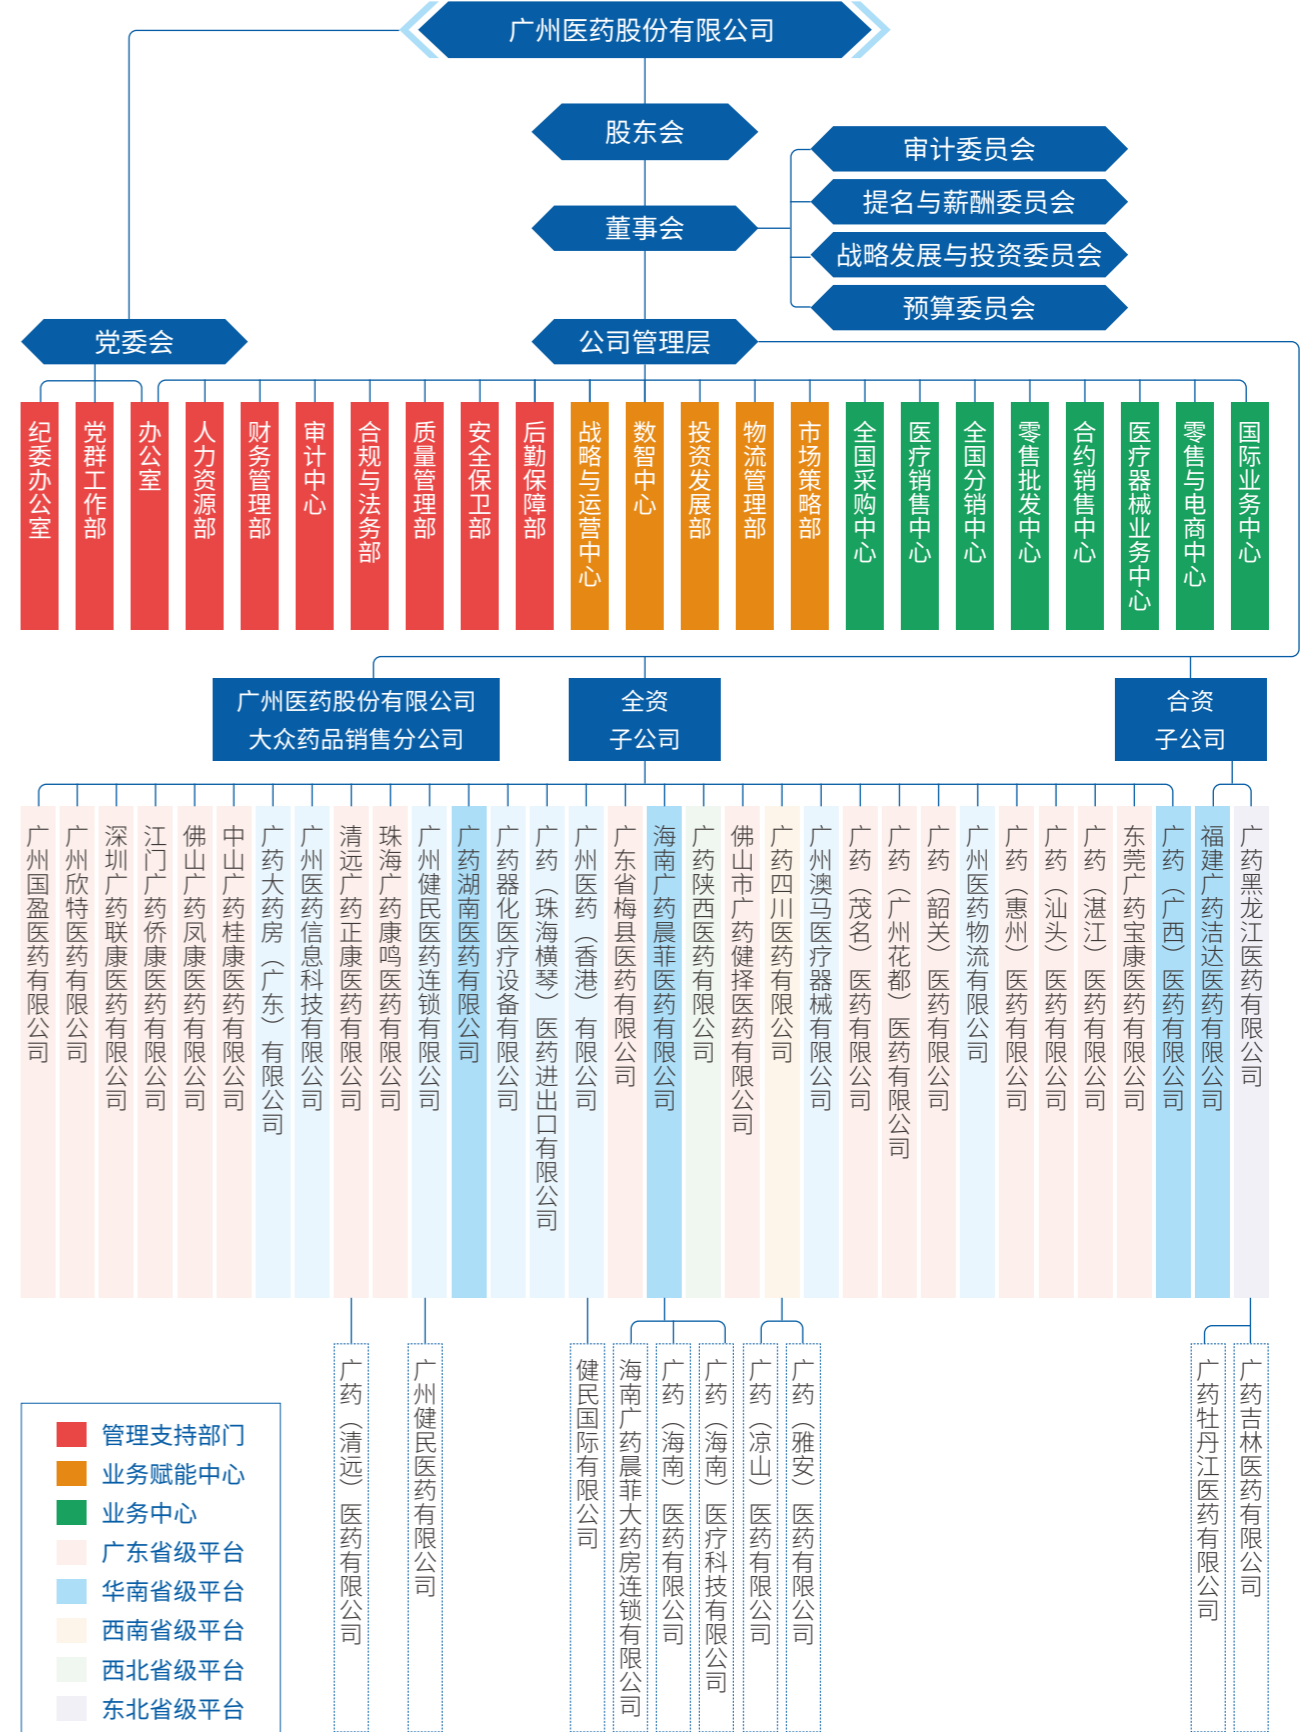 广州医药股份有限公司
股东会
董事会
审计委员会
提名与薪酬委员会
战略发展与投资委员会
预算委员会
党委会
公司管理层
纪委办公室
党群工作部
办公室
人力资源部
财务管理部
审计中心
合规与法务部
质量管理部
安全保卫部
后勤保障部
战略与运营中心
数智中心
投资发展部
物流管理部
市场策略部
全国采购中心
医疗销售中心
全国分销中心
零售批发中心
合约销售中心
医疗器械业务中心
零售与电商中心
国际业务中心
广州医药股份有限公司
大众药品销售分公司
全资
子公司
合资
子公司
广州国盈医药有限公司
广州欣特医药有限公司
深圳广药联康医药有限公司
江门广药侨康医药有限公司
佛山广药凤康医药有限公司
中山广药桂康医药有限公司
广药大药房（广东）有限公司
广州医药信息科技有限公司
清远广药正康医药有限公司
珠海广药康鸣医药有限公司
广州健民医药连锁有限公司
广药湖南医药有限公司
广药器化医疗设备有限公司
广药（珠海横琴）医药进出口有限公司
广州医药（香港）有限公司
广东省梅县医药有限公司
海南广药晨菲医药有限公司
广药陕西医药有限公司
佛山市广药健择医药有限公司
广药四川医药有限公司
广州澳马医疗器械有限公司
广药（茂名）医药有限公司
广药（广州花都）医药有限公司
广药（韶关）医药有限公司
广州医药物流有限公司
广药（惠州）医药有限公司
广药（汕头）医药有限公司
广药（湛江）医药有限公司
东莞广药宝康医药有限公司
广药（广西）医药有限公司
福建广药洁达医药有限公司
广药黑龙江医药有限公司
广药（清远）医药有限公司
广州健民医药有限公司
健民国际有限公司
海南广药晨菲大药房连锁有限公司
广药（海南）医药有限公司
广药（海南）医疗科技有限公司
广药（凉山）医药有限公司
广药（雅安）医药有限公司
广药牡丹江医药有限公司
广药吉林医药有限公司
管理支持部门
业务赋能中心
业务中心
广东省级平台
华南省级平台
西南省级平台
西北省级平台
东北省级平台